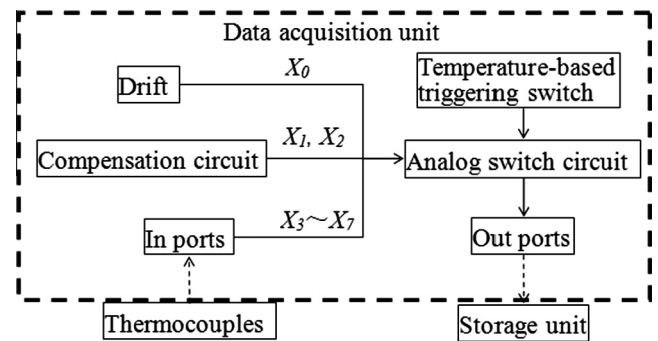 Data acquisition unit
Drift
X0
Temperature-based
triggering switch
Compensation circuit
X1, X2
Analog switch circuit
In ports
X3～X7
Out ports
Thermocouples
Storage unit